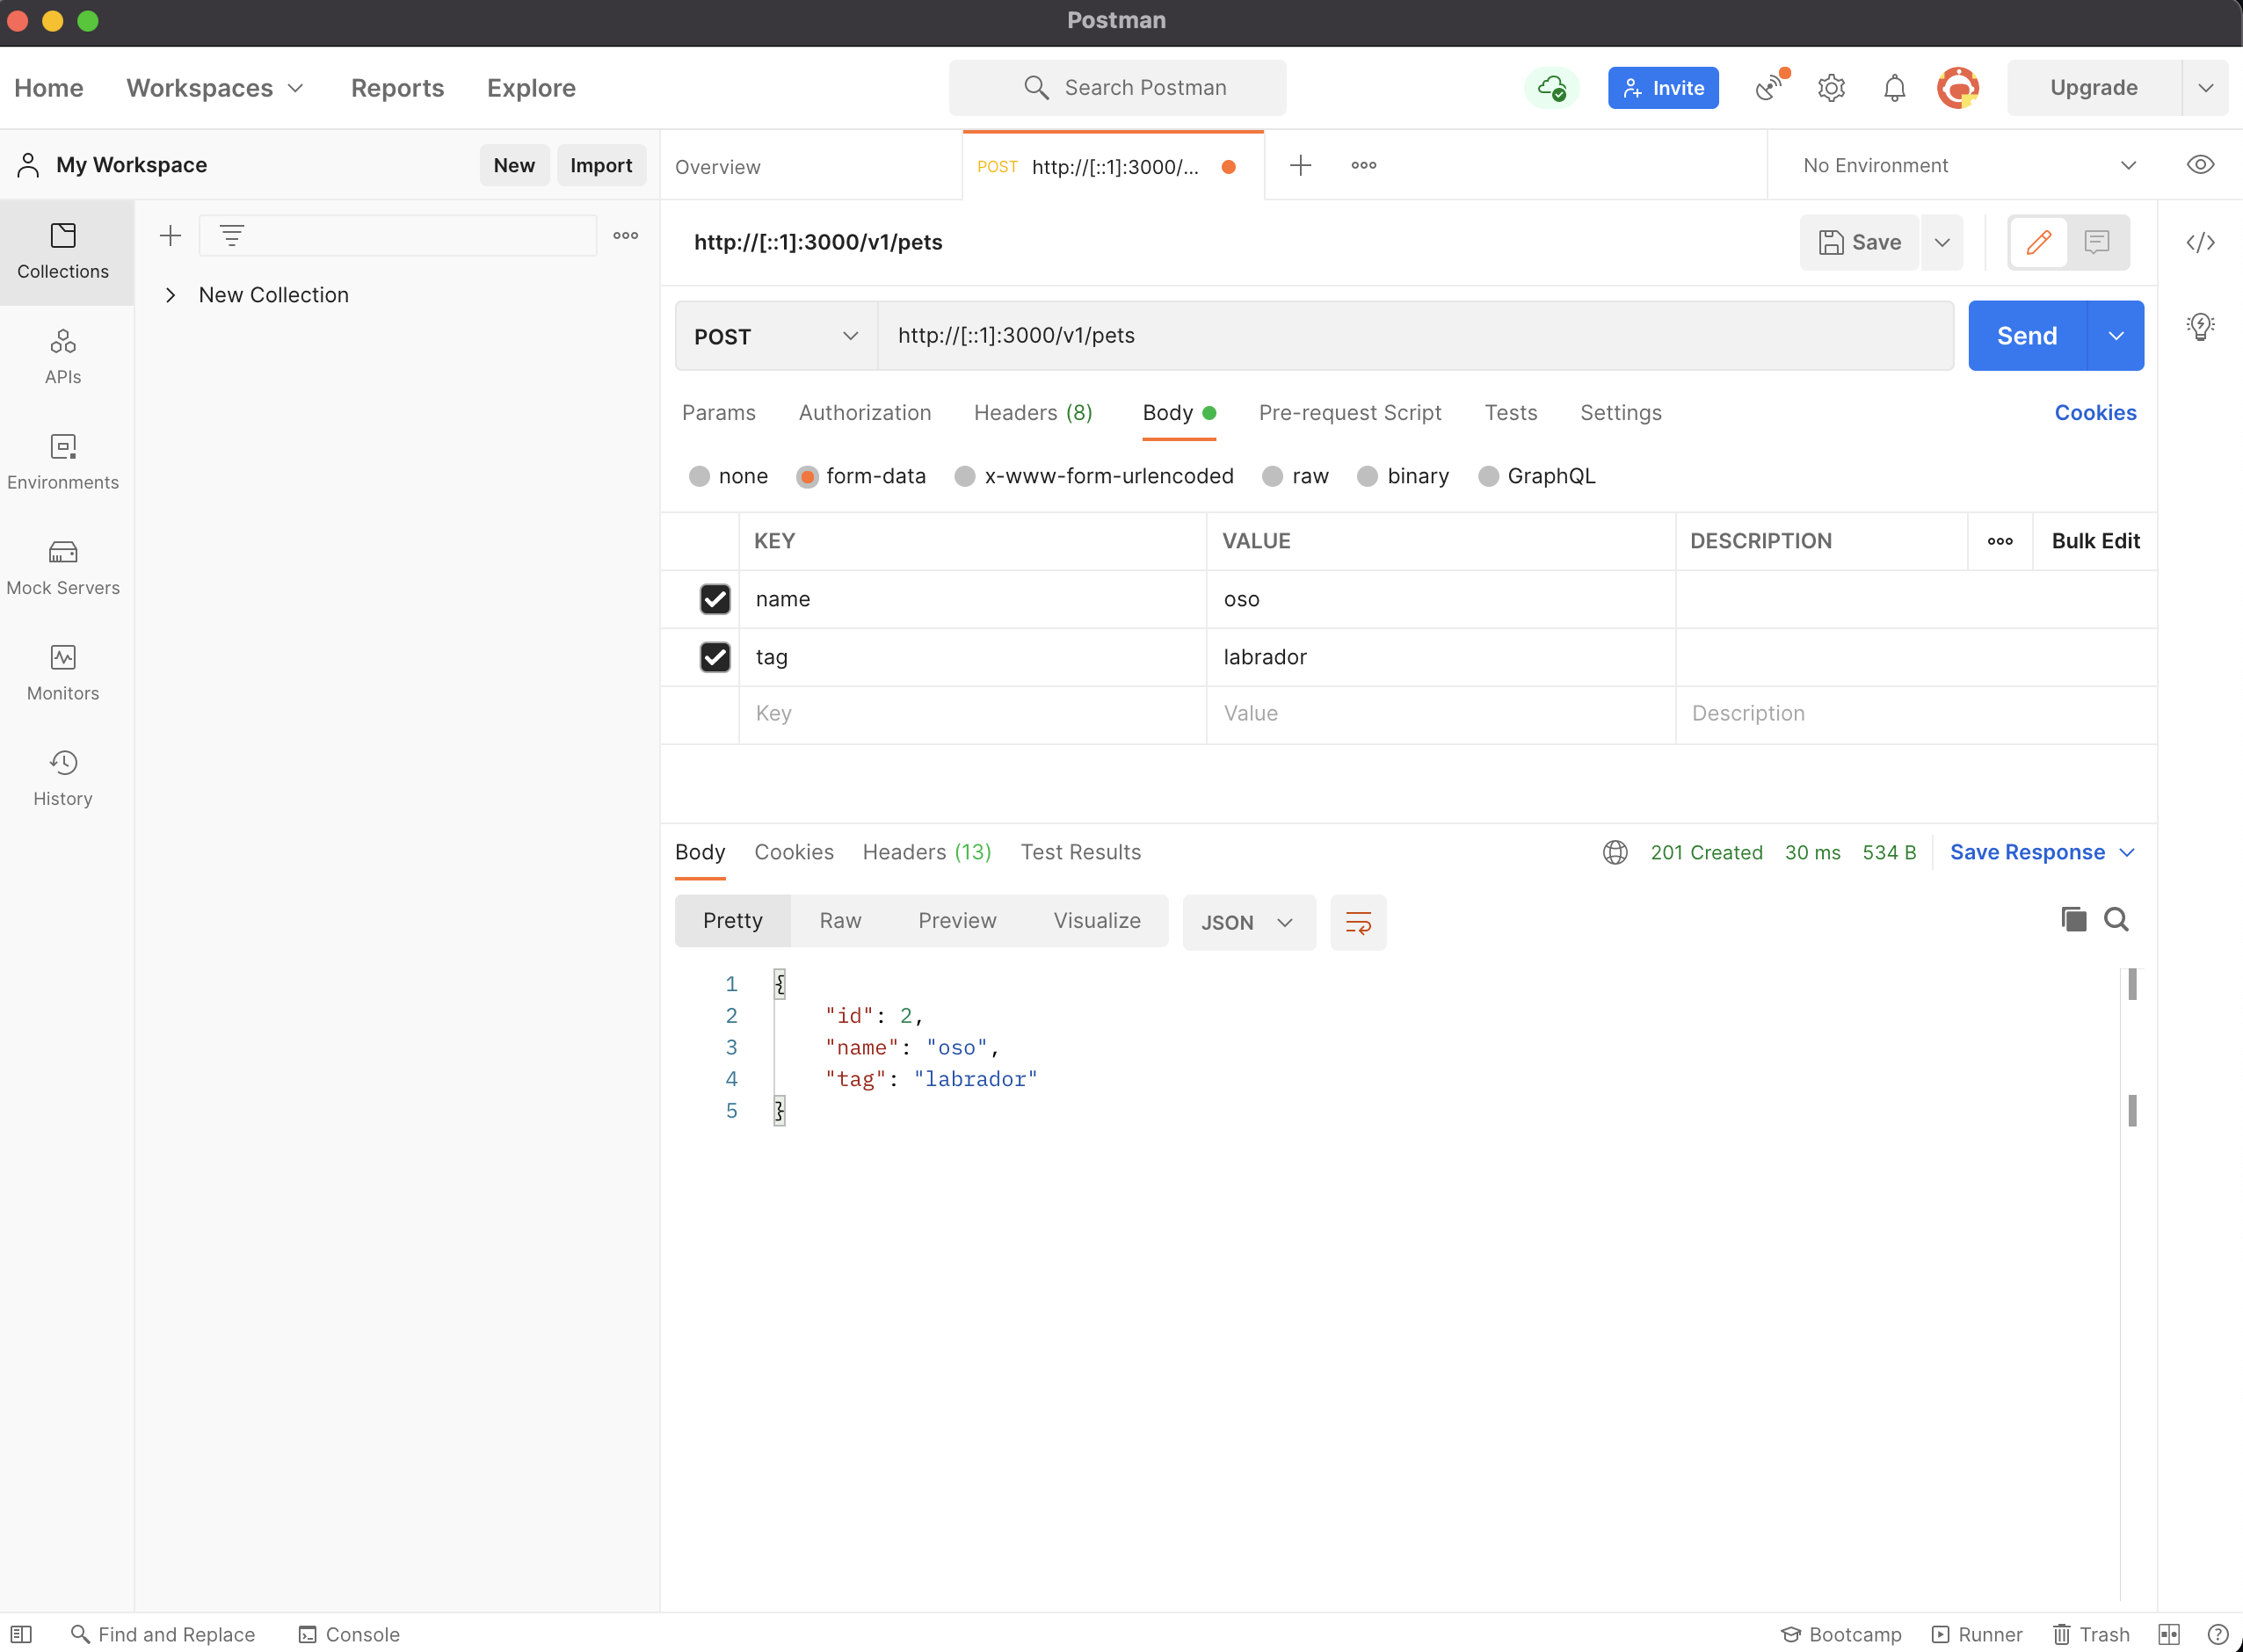 Postman
Home Workspaces Reports Explore Search Postman Invite Upgrade
My Workspace New Import Overview POST http://[::1]:3000/... No Environment
Collections
APIs
Environments
Mock Servers
Monitors
History
New Collection
http://[::1]:3000/v1/pets Save
POST http://[::1]:3000/v1/pets Send
Params Authorization Headers (8) Body Pre-request Script Tests Settings Cookies
none form-data x-www-form-urlencoded raw binary GraphQL
KEY VALUE DESCRIPTION Bulk Edit
name oso
tag labrador
Key Value Description
Body Cookies Headers (13) Test Results 201 Created 30 ms 534 B Save Response
Pretty Raw Preview Visualize JSON
1 {
2 "id": 2,
3 "name": "oso",
4 "tag": "labrador"
5 }
Find and Replace Console Bootcamp Runner Trash